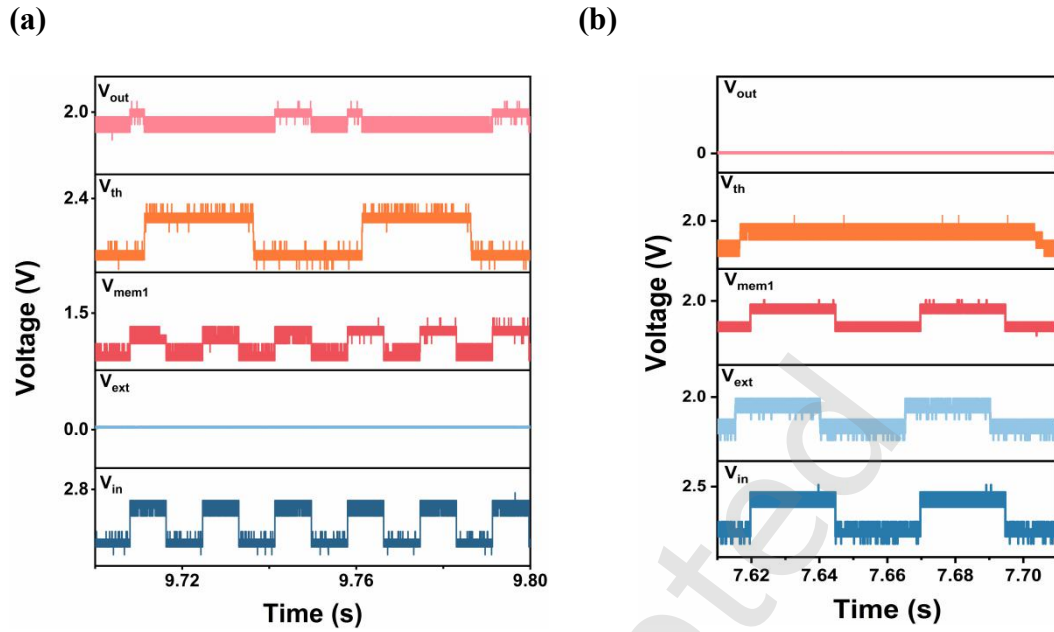 (a)
Vout
2.0
Vth
2.4
Vmem1
1.5
Vext
0.0
Vin
2.8
Voltage (V)
9.72 9.76 9.80
Time (s)
(b)
Vout
0
Vth
2.0
Vmem1
2.0
Vext
2.0
Vin
2.5
Voltage (V)
7.62 7.64 7.66 7.68 7.70
Time (s)